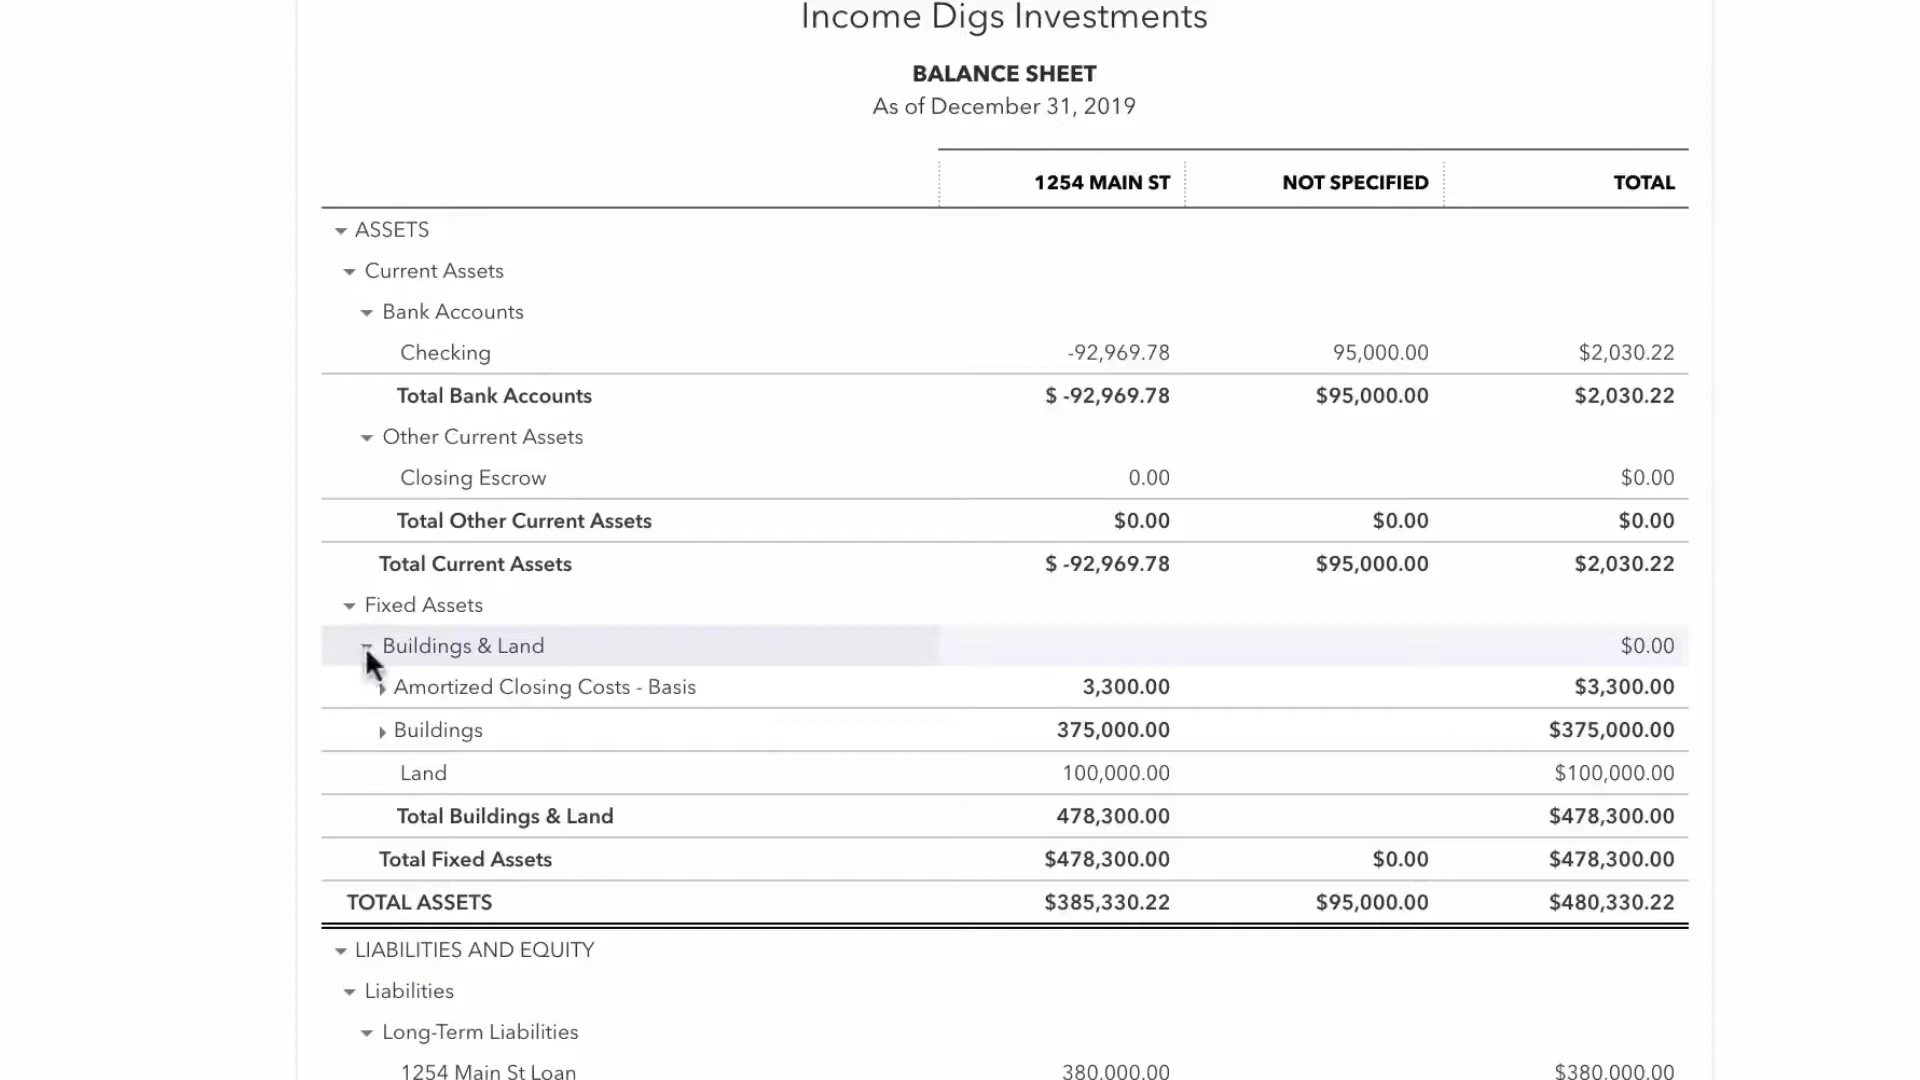 Income Digs Investments
BALANCE SHEET
As of December 31, 2019
1254 MAIN ST NOT SPECIFIED TOTAL
ASSETS
Current Assets
Bank Accounts
Checking -92,969.78 95,000.00 $2,030.22
Total Bank Accounts $ -92,969.78 $95,000.00 $2,030.22
Other Current Assets
Closing Escrow 0.00 $0.00
Total Other Current Assets $0.00 $0.00 $0.00
Total Current Assets $ -92,969.78 $95,000.00 $2,030.22
Fixed Assets
Buildings & Land $0.00
Amortized Closing Costs - Basis 3,300.00 $3,300.00
Buildings 375,000.00 $375,000.00
Land 100,000.00 $100,000.00
Total Buildings & Land 478,300.00 $478,300.00
Total Fixed Assets $478,300.00 $0.00 $478,300.00
TOTAL ASSETS $385,330.22 $95,000.00 $480,330.22
LIABILITIES AND EQUITY
Liabilities
Long-Term Liabilities
1254 Main St Loan 380,000.00 $380,000.00